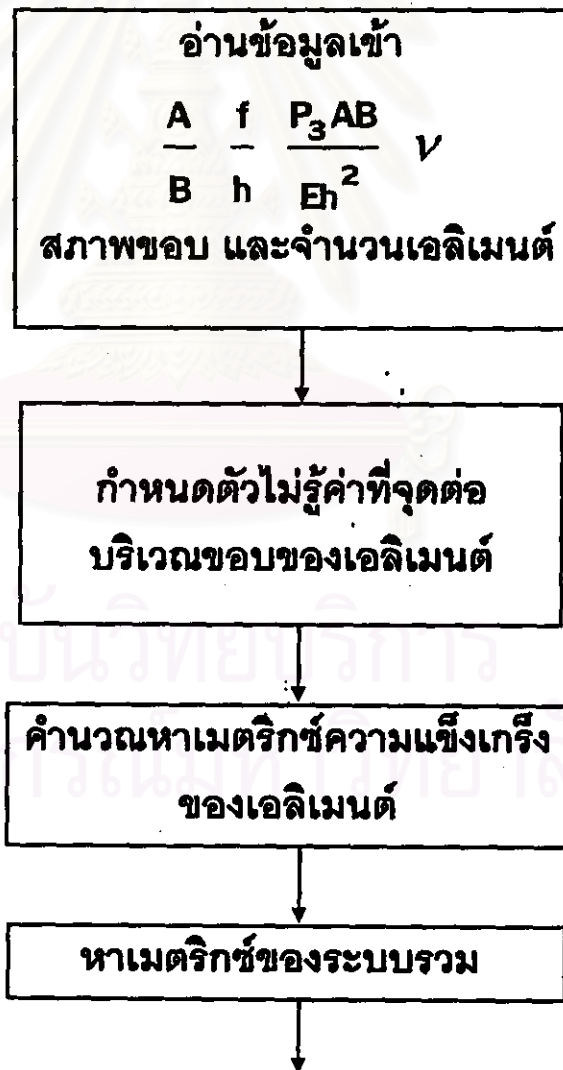 อ่านข้อมูลเข้า
A/B f/h P₃AB/Eh² ν
สภาพขอบ และจำนวนเอลิเมนต์
กำหนดตัวไม่รู้ค่าที่จุดต่อ
บริเวณขอบของเอลิเมนต์
คำนวณหาเมตริกซ์ความแข็งเกร็ง
ของเอลิเมนต์
หาเมตริกซ์ของระบบรวม